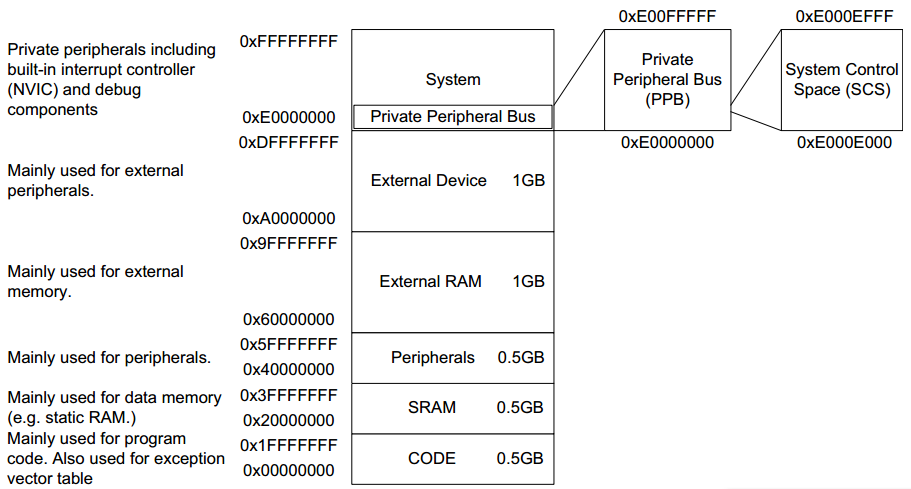 Private peripherals including
built-in interrupt controller
(NVIC) and debug
components
0xFFFFFFFF
0xE0000000
System
Private Peripheral Bus
0xE00FFFFF
Private
Peripheral Bus
(PPB)
0xE0000000
0xE000EFFF
System Control
Space (SCS)
0xE000E000
Mainly used for external
peripherals.
0xDFFFFFFF
0xA0000000
External Device 1GB
Mainly used for external
memory.
0x9FFFFFFF
0x60000000
External RAM 1GB
Mainly used for peripherals.
0x5FFFFFFF
0x40000000
Peripherals 0.5GB
Mainly used for data memory
(e.g. static RAM.)
0x3FFFFFFF
0x20000000
SRAM 0.5GB
Mainly used for program
code. Also used for exception
vector table
0x1FFFFFFF
0x00000000
CODE 0.5GB